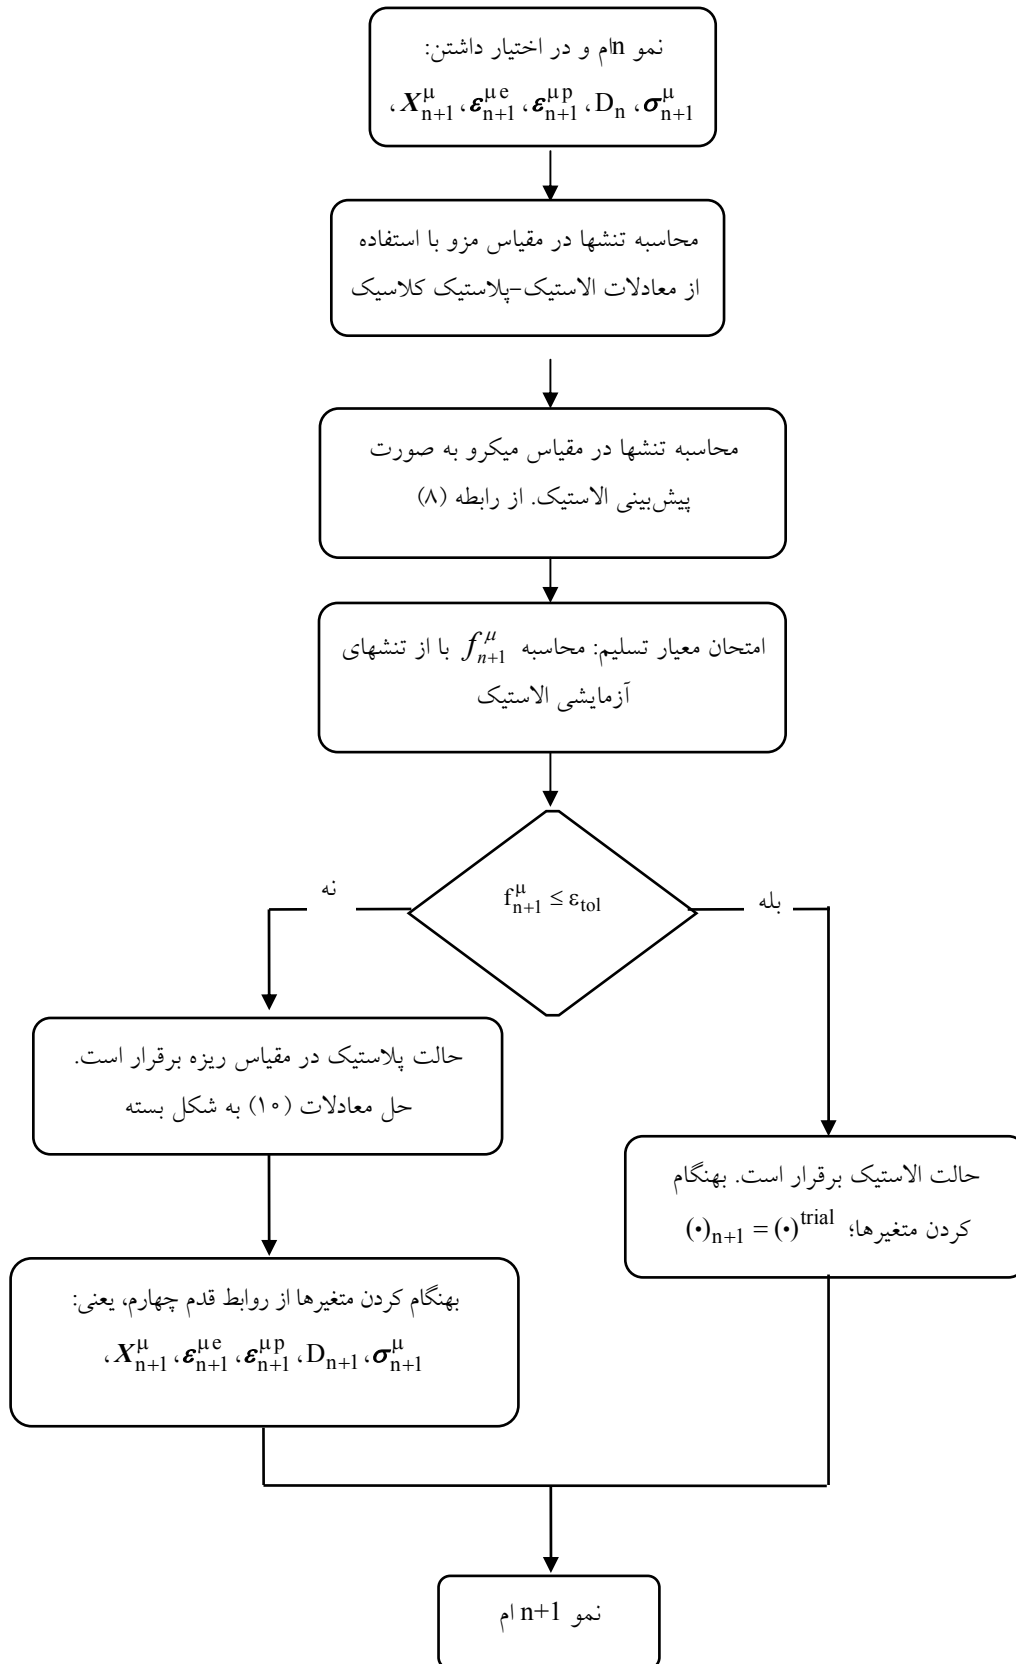 نمو nام و در اختیار داشتن:
، X^μ_{n+1} ، ε^{μe}_{n+1} ، ε^{μp}_{n+1} ، D_n ، σ^μ_{n+1}
محاسبه تنشها در مقیاس مزو با استفاده
از معادلات الاستیک-پلاستیک کلاسیک
محاسبه تنشها در مقیاس میکرو به صورت
پیش‌بینی الاستیک. از رابطه (۸)
امتحان معیار تسلیم: محاسبه f^μ_{n+1} با از تنشهای
آزمایشی الاستیک
f^μ_{n+1} ≤ ε_{tol}
بله
نه
حالت پلاستیک در مقیاس ریزه برقرار است.
حل معادلات (۱۰) به شکل بسته
حالت الاستیک برقرار است. بهنگام
کردن متغیرها؛ (•)_{n+1} = (•)^{trial}
بهنگام کردن متغیرها از روابط قدم چهارم، یعنی:
، X^μ_{n+1} ، ε^{μe}_{n+1} ، ε^{μp}_{n+1} ، D_{n+1} ، σ^μ_{n+1}
نمو n+1 ام